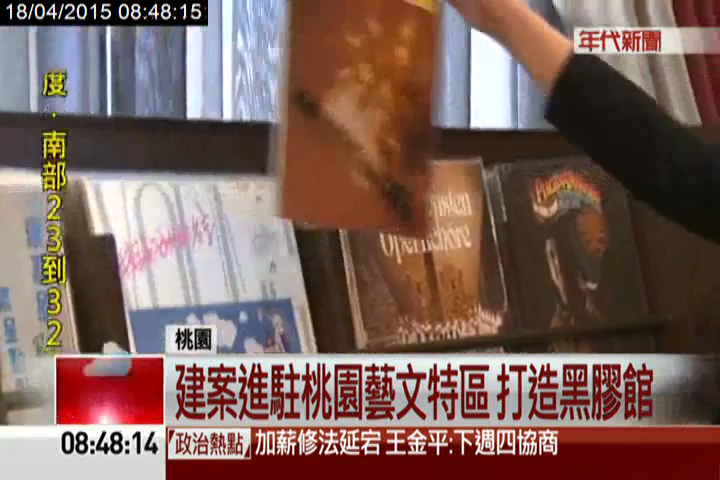 18/04/2015 08:48:15
年代新聞
度．南部23到32
Opernchöre
桃園
建案進駐桃園藝文特區 打造黑膠館
08:48:14
政治熱點
加薪修法延宕 王金平:下週四協商